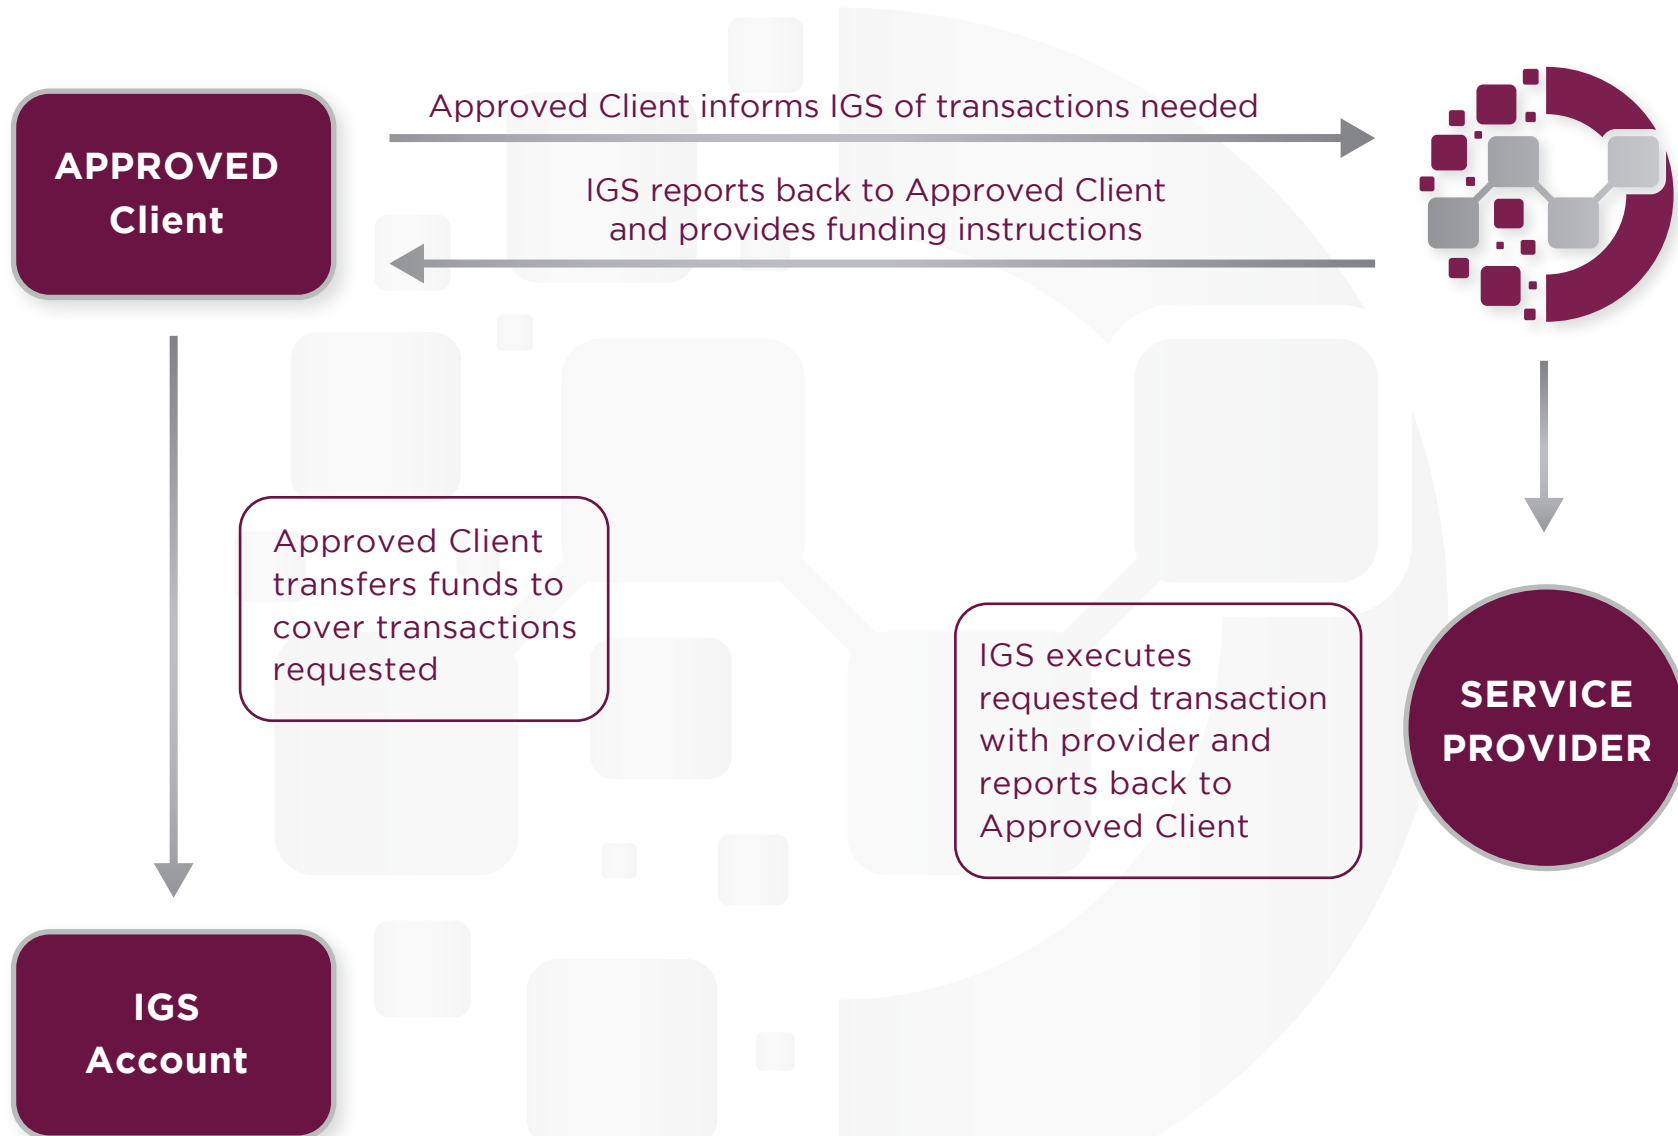 Approved Client informs IGS of transactions needed
APPROVED
Client
IGS reports back to Approved Client
and provides funding instructions
Approved Client
transfers funds to
cover transactions
requested
IGS executes
requested transaction
with provider and
reports back to
Approved Client
SERVICE
PROVIDER
IGS
Account